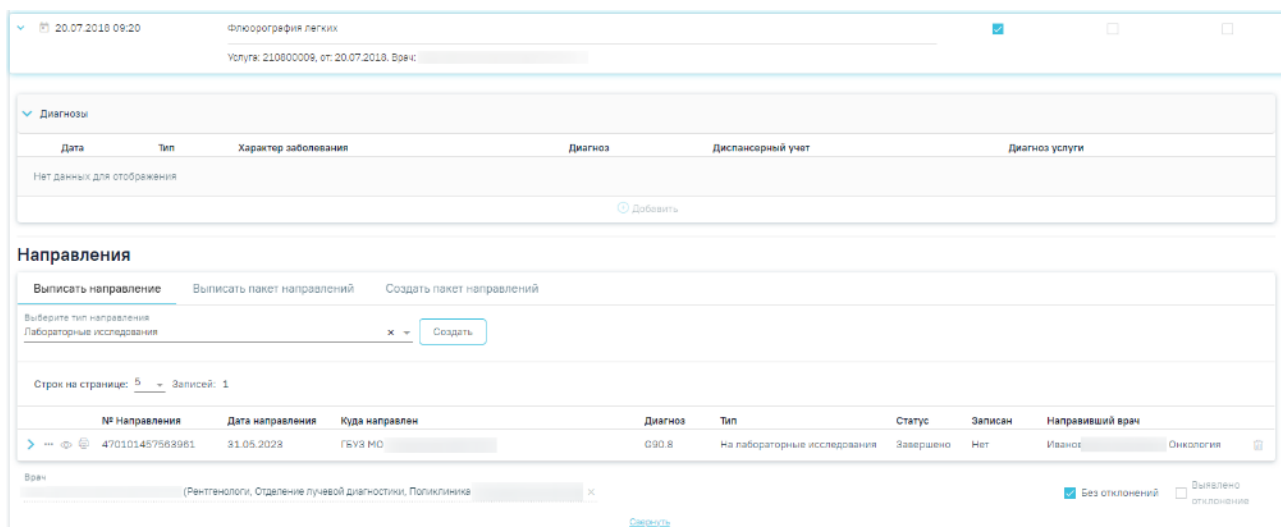 20.07.2018 09:20 Флюорография легких
Услуга: 210800009, от: 20.07.2018. Врач:
Диагнозы
Дата Тип Характер заболевания Диагноз Диспансерный учет Диагноз услуги
Нет данных для отображения
Добавить
Направления
Выписать направление Выписать пакет направлений Создать пакет направлений
Выберите тип направления
Лабораторные исследования Создать
Строк на странице: 5 Записей: 1
№ Направления Дата направления Куда направлен Диагноз Тип Статус Записан Направивший врач
470101457563961 31.05.2023 ГБУЗ МО G90.8 На лабораторные исследования Завершено Нет Иванов Онкология
Врач
(Рентгенологи, Отделение лучевой диагностики, Поликлиника
Без отклонений Выявлено
отклонение
Свернуть